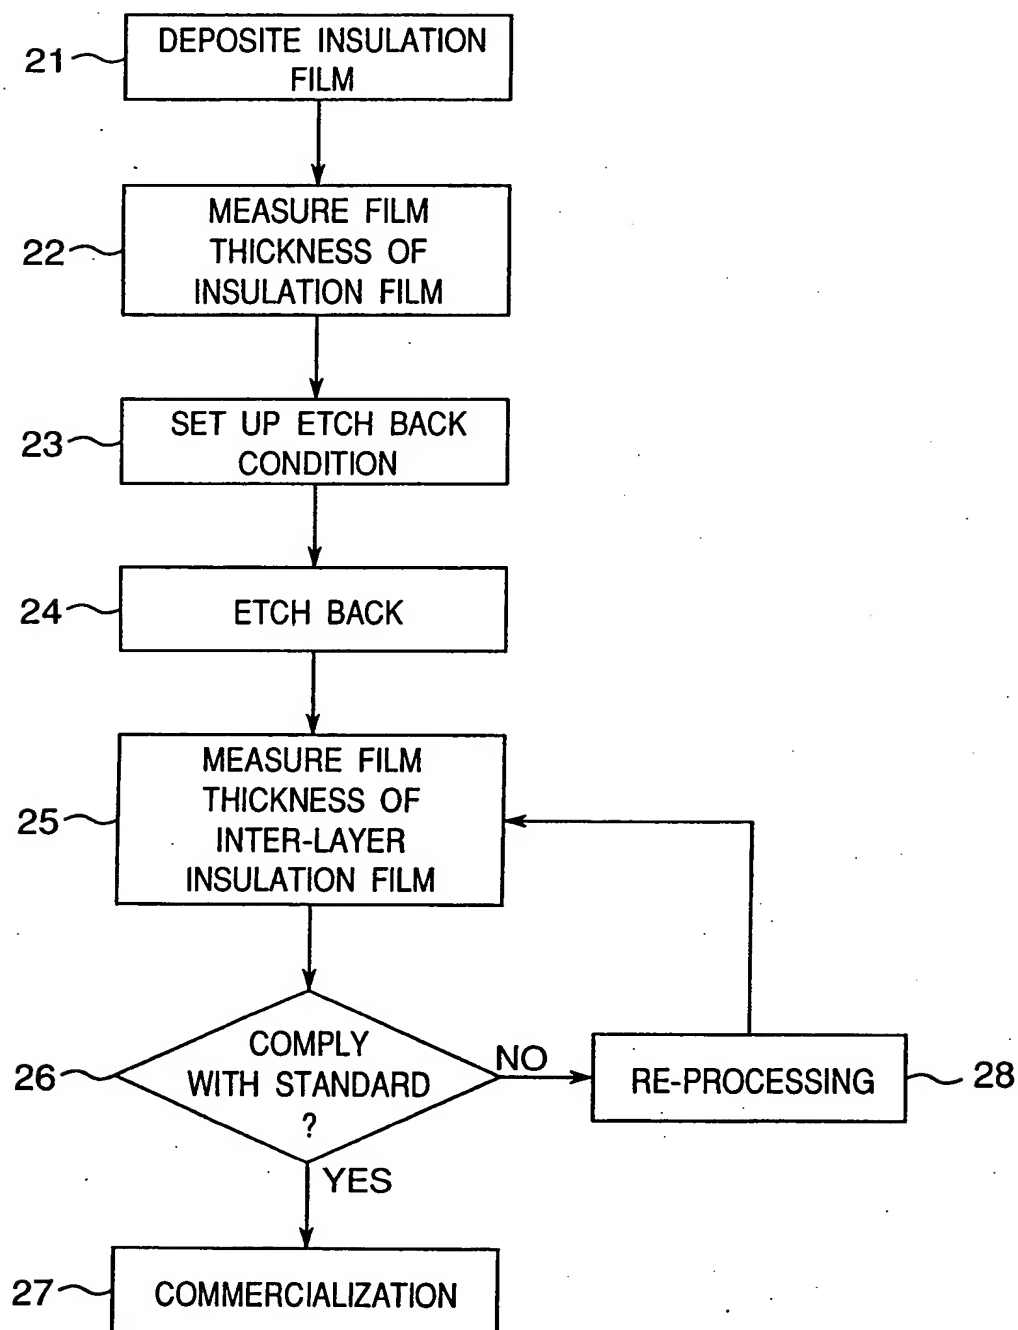 21
DEPOSITE INSULATION
FILM
22
MEASURE FILM
THICKNESS OF
INSULATION FILM
23
SET UP ETCH BACK
CONDITION
24
ETCH BACK
25
MEASURE FILM
THICKNESS OF
INTER-LAYER
INSULATION FILM
26
COMPLY
WITH STANDARD
?
NO
RE-PROCESSING
28
YES
27
COMMERCIALIZATION